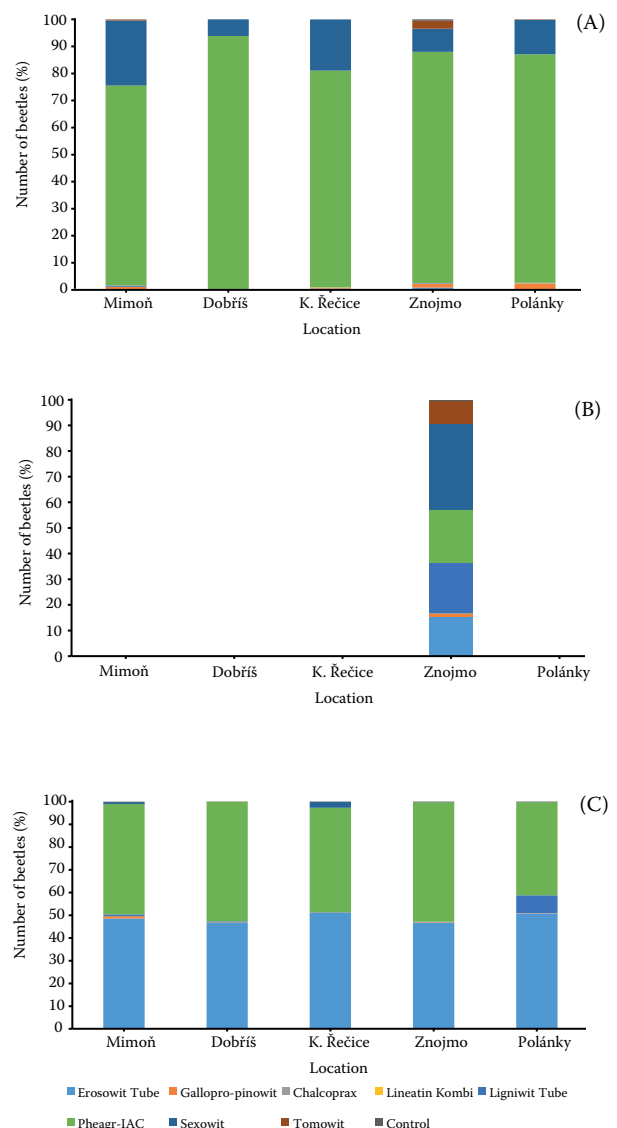 (A)
Number of beetles (%)
100
90
80
70
60
50
40
30
20
10
0
Mimoň Dobříš K. Řečice Znojmo Polánky
Location
(B)
Number of beetles (%)
100
90
80
70
60
50
40
30
20
10
0
Mimoň Dobříš K. Řečice Znojmo Polánky
Location
(C)
Number of beetles (%)
100
90
80
70
60
50
40
30
20
10
0
Mimoň Dobříš K. Řečice Znojmo Polánky
Location
Erosowit Tube Gallopro-pinowit Chalcoprax Lineatin Kombi Ligniwit Tube
Pheagr-IAC Sexowit Tomowit Control